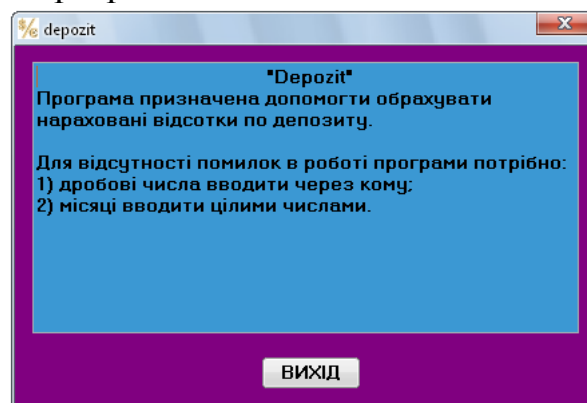 depozit
"Depozit"
Програма призначена допомогти обрахувати
нараховані відсотки по депозиту.
Для відсутності помилок в роботі програми потрібно:
1) дробові числа вводити через кому;
2) місяці вводити цілими числами.
ВИХІД